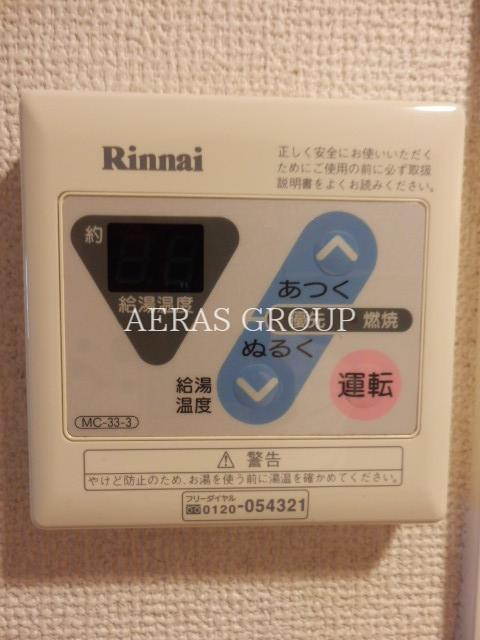 Rinnai
正しく安全にお使いいただく
ためにご使用の前に必ず取扱
説明書をよくお読みください。
約
給湯温度
あつく
燃焼
AERAS GROUP
ぬるく
給湯
温度
運転
MC-33-3
警告
やけど防止のため、お湯を使う前に湯温を確かめてください。
フリーダイヤル
0120-054321